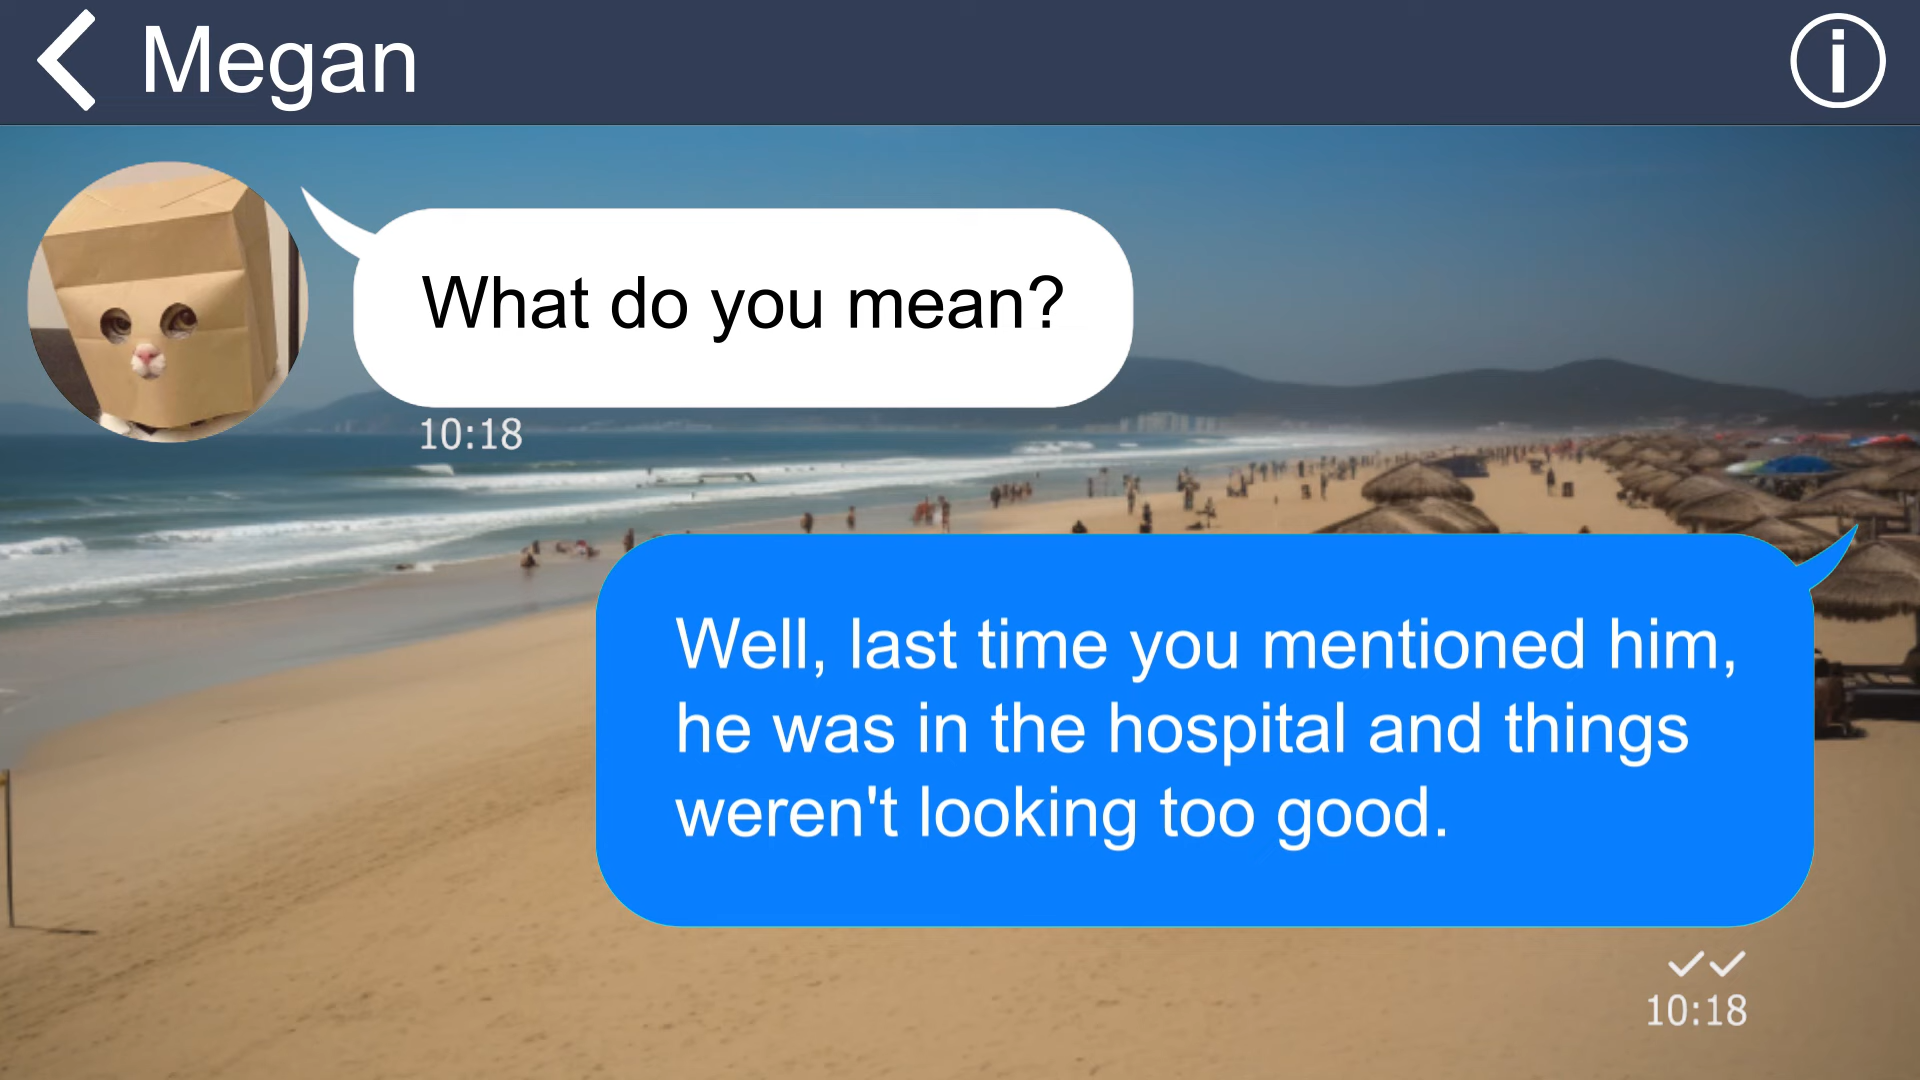 Megan
What do you mean?
10:18
Well, last time you mentioned him,
he was in the hospital and things
weren't looking too good.
10:18